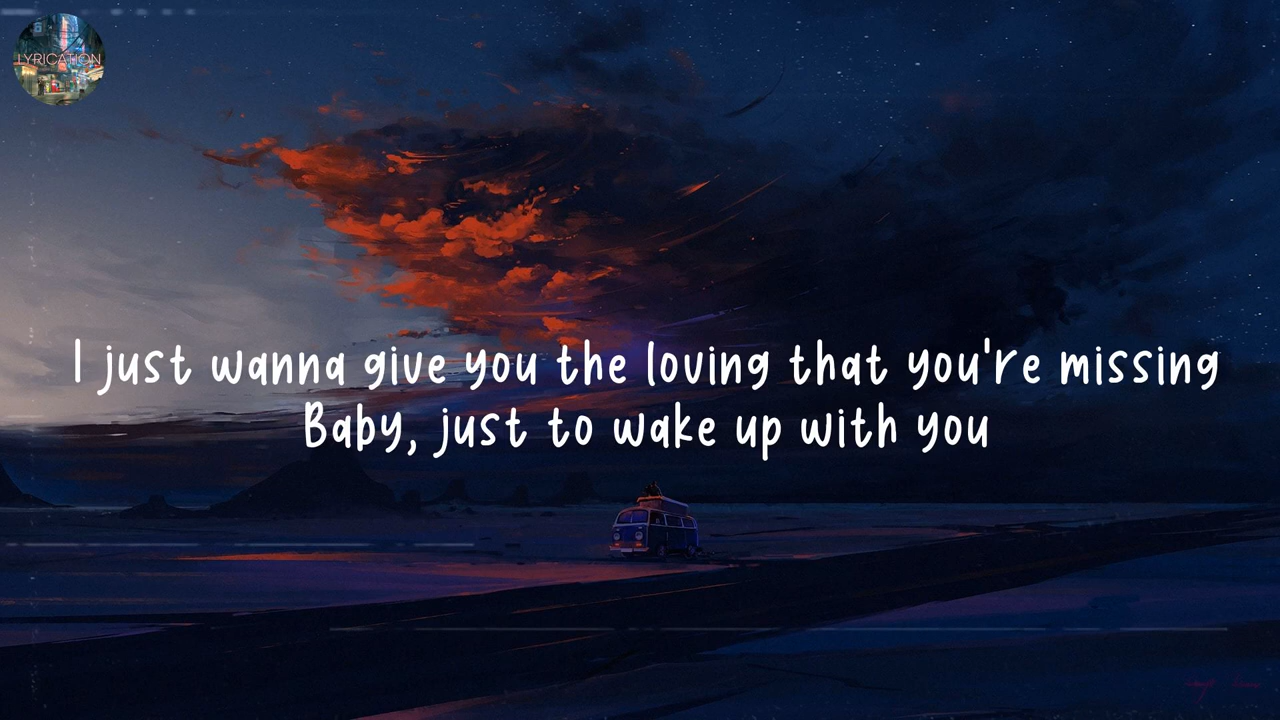 LYRICATION
I just wanna give you the loving that you're missing
Baby, just to wake up with you